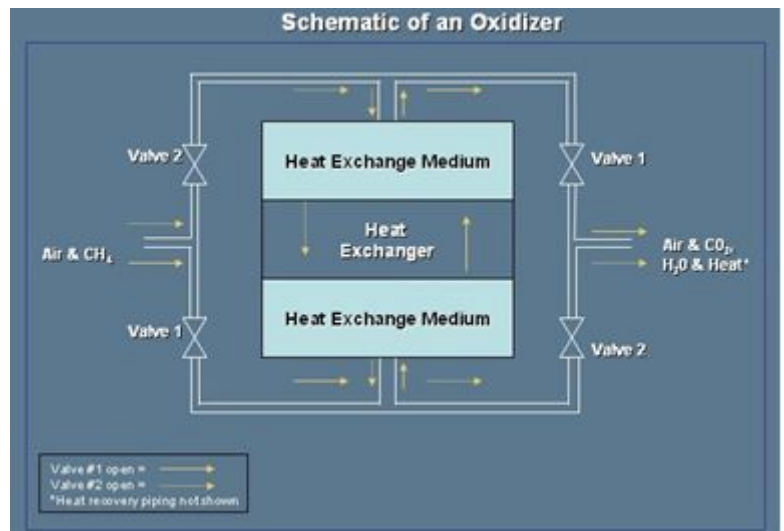 Schematic of an Oxidizer
Valve 2
Heat Exchange Medium
Valve 1
Air & CH₄
Heat
Exchanger
Air & CO₂,
H₂0 & Heat*
Valve 1
Heat Exchange Medium
Valve 2
Valve #1 open =
Valve #2 open =
*Heat recovery piping not shown